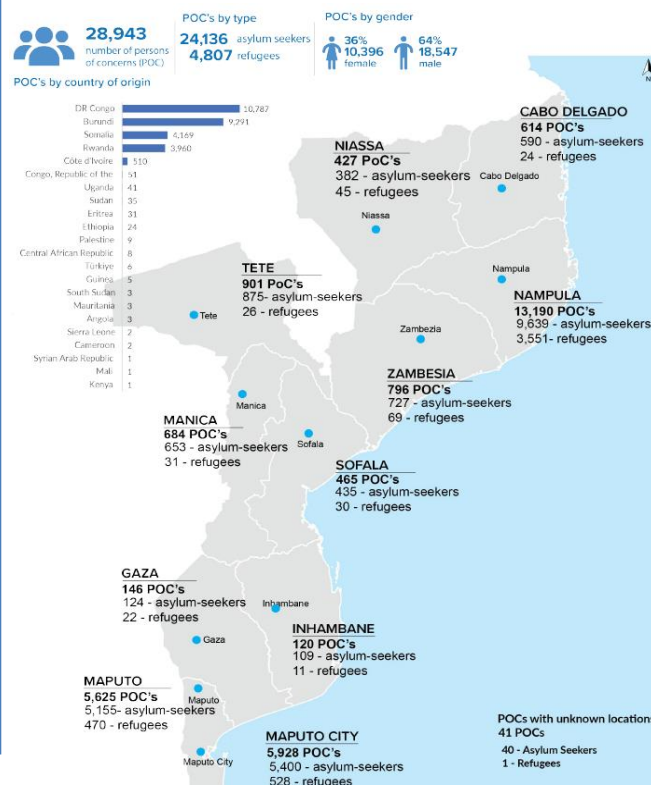 28,943
number of persons
of concerns (POC)
POC's by type
24,136 asylum seekers
4,807 refugees
POC's by gender
36%
10,396
female
64%
18,547
male
N
POC's by country of origin
DR Congo 10,787
Burundi 9,291
Somalia 4,169
Rwanda 3,960
Côte d'Ivoire 510
Congo, Republic of the 51
Uganda 41
Sudan 35
Eritrea 31
Ethiopia 24
Palestine 9
Central African Republic 8
Türkiye 6
Guinea 5
South Sudan 3
Mauritania 3
Angola 3
Sierra Leone 2
Cameroon 2
Syrian Arab Republic 1
Mali 1
Kenya 1
CABO DELGADO
614 POC's
590 - asylum-seekers
24 - refugees
Cabo Delgado
NIASSA
427 PoC's
382 - asylum-seekers
45 - refugees
Niassa
TETE
901 PoC's
875- asylum-seekers
26 - refugees
Tete
Nampula
NAMPULA
13,190 POC's
9,639 - asylum-seekers
3,551- refugees
Zambezia
ZAMBESIA
796 POC's
727 - asylum-seekers
69 - refugees
Manica
MANICA
684 POC's
653 - asylum-seekers
31 - refugees
Sofala
SOFALA
465 POC's
435 - asylum-seekers
30 - refugees
GAZA
146 POC's
124 - asylum-seekers
22 - refugees
Gaza
Inhambane
INHAMBANE
120 POC's
109 - asylum-seekers
11 - refugees
MAPUTO
5,625 POC's
5,155- asylum-seekers
470 - refugees
Maputo
Maputo City
MAPUTO CITY
5,928 POC's
5,400 - asylum-seekers
528 - refugees
POCs with unknown location
41 POCs
40 - Asylum Seekers
1 - Refugees